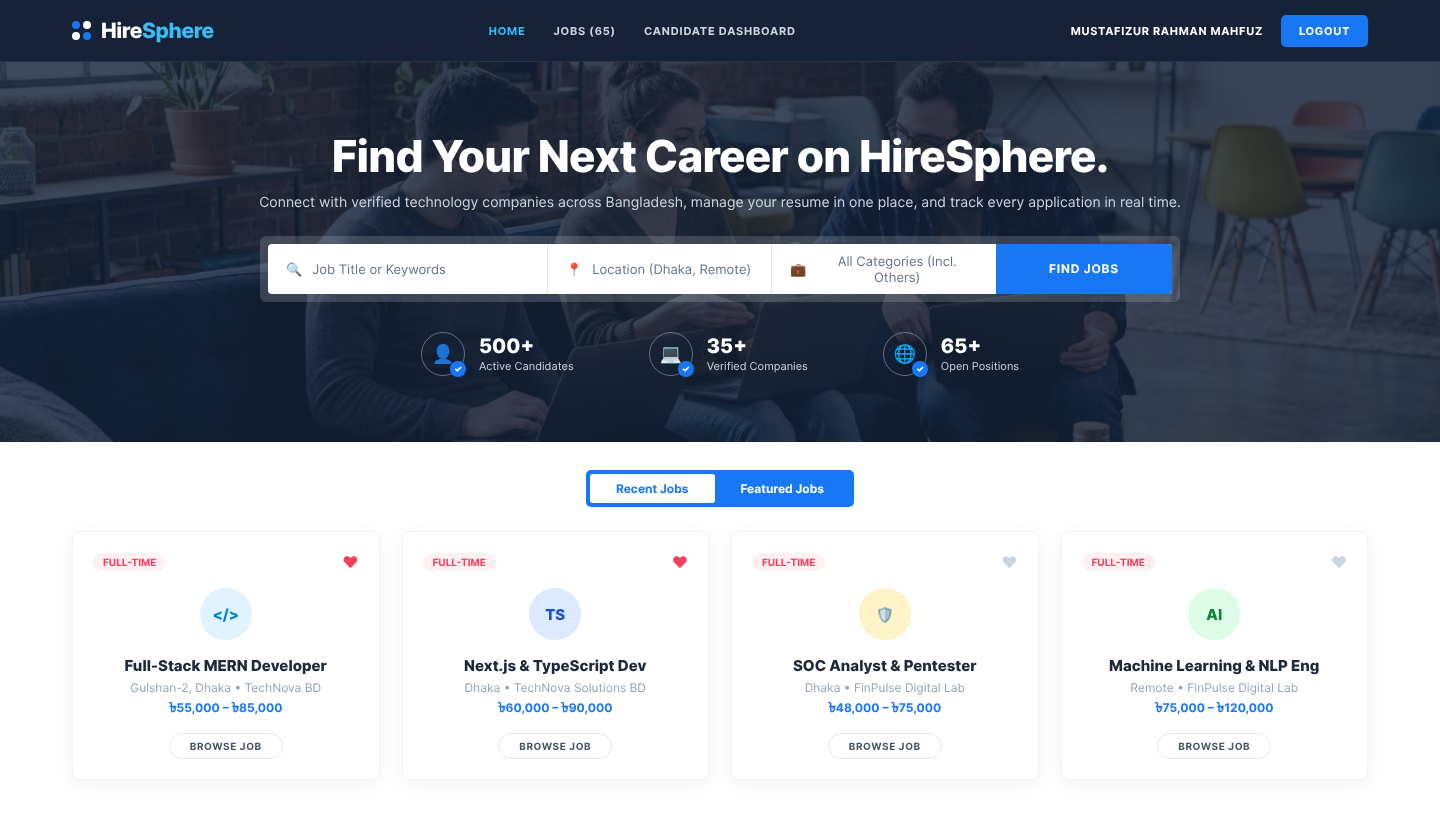 HireSphere
HOME
JOBS (65)
CANDIDATE DASHBOARD
MUSTAFIZUR RAHMAN MAHFUZ
LOGOUT
Find Your Next Career on HireSphere.
Connect with verified technology companies across Bangladesh, manage your resume in one place, and track every application in real time.
Job Title or Keywords
Location (Dhaka, Remote)
All Categories (Incl.
Others)
FIND JOBS
500+
Active Candidates
35+
Verified Companies
65+
Open Positions
Recent Jobs
Featured Jobs
FULL-TIME
</>
Full-Stack MERN Developer
Gulshan-2, Dhaka • TechNova BD
৳55,000 – ৳85,000
BROWSE JOB
FULL-TIME
TS
Next.js & TypeScript Dev
Dhaka • TechNova Solutions BD
৳60,000 – ৳90,000
BROWSE JOB
FULL-TIME
SOC Analyst & Pentester
Dhaka • FinPulse Digital Lab
৳48,000 – ৳75,000
BROWSE JOB
FULL-TIME
AI
Machine Learning & NLP Eng
Remote • FinPulse Digital Lab
৳75,000 – ৳120,000
BROWSE JOB